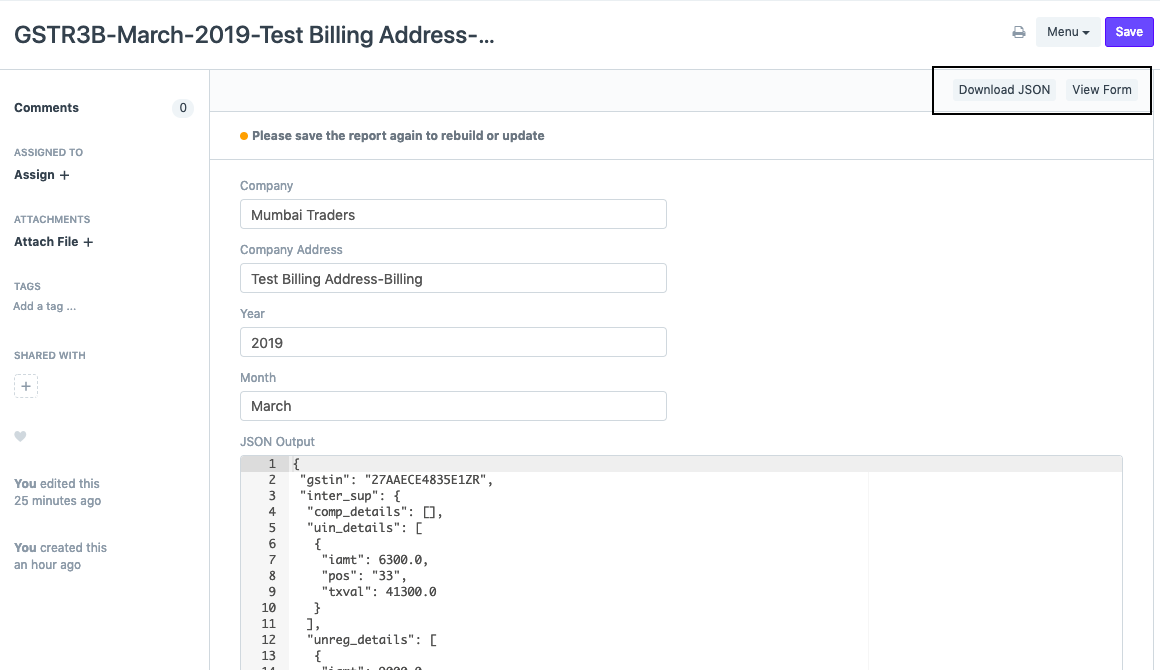 GSTR3B-March-2019-Test Billing Address-...
Menu
Save
Comments
0
Download JSON
View Form
Please save the report again to rebuild or update
ASSIGNED TO
Assign +
ATTACHMENTS
Attach File +
TAGS
Add a tag ...
SHARED WITH
+
You edited this
25 minutes ago
You created this
an hour ago
Company
Mumbai Traders
Company Address
Test Billing Address-Billing
Year
2019
Month
March
JSON Output
1 {
2 "gstin": "27AAECE4835E1ZR",
3 "inter_sup": {
4 "comp_details": [],
5 "uin_details": [
6 {
7 "iamt": 6300.0,
8 "pos": "33",
9 "txval": 41300.0
10 }
11 ],
12 "unreg_details": [
13 {